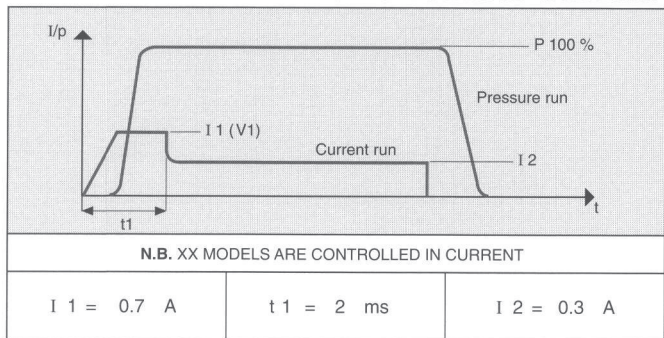 I/p
P 100 %
Pressure run
I 1 (V1)
Current run
I 2
t
t1
N.B. XX MODELS ARE CONTROLLED IN CURRENT
I 1 = 0.7 A
t 1 = 2 ms
I 2 = 0.3 A